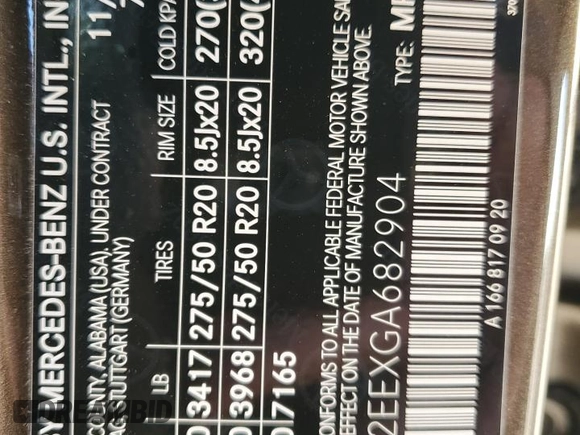 BY MERCEDES-BENZ U.S. INTL., IN
COUNTY, ALABAMA (USA), UNDER CONTRACT
AG, STUTTGART (GERMANY) 11/
LB TIRES RIM SIZE COLD KPA
3417 275/50 R20 8.5Jx20 270(
3968 275/50 R20 8.5Jx20 320(
7165
CONFORMS TO ALL APPLICABLE FEDERAL MOTOR VEHICLE SA
EFFECT ON THE DATE OF MANUFACTURE SHOWN ABOVE.
2EEXGA682904 TYPE:
A 166 817 09 20